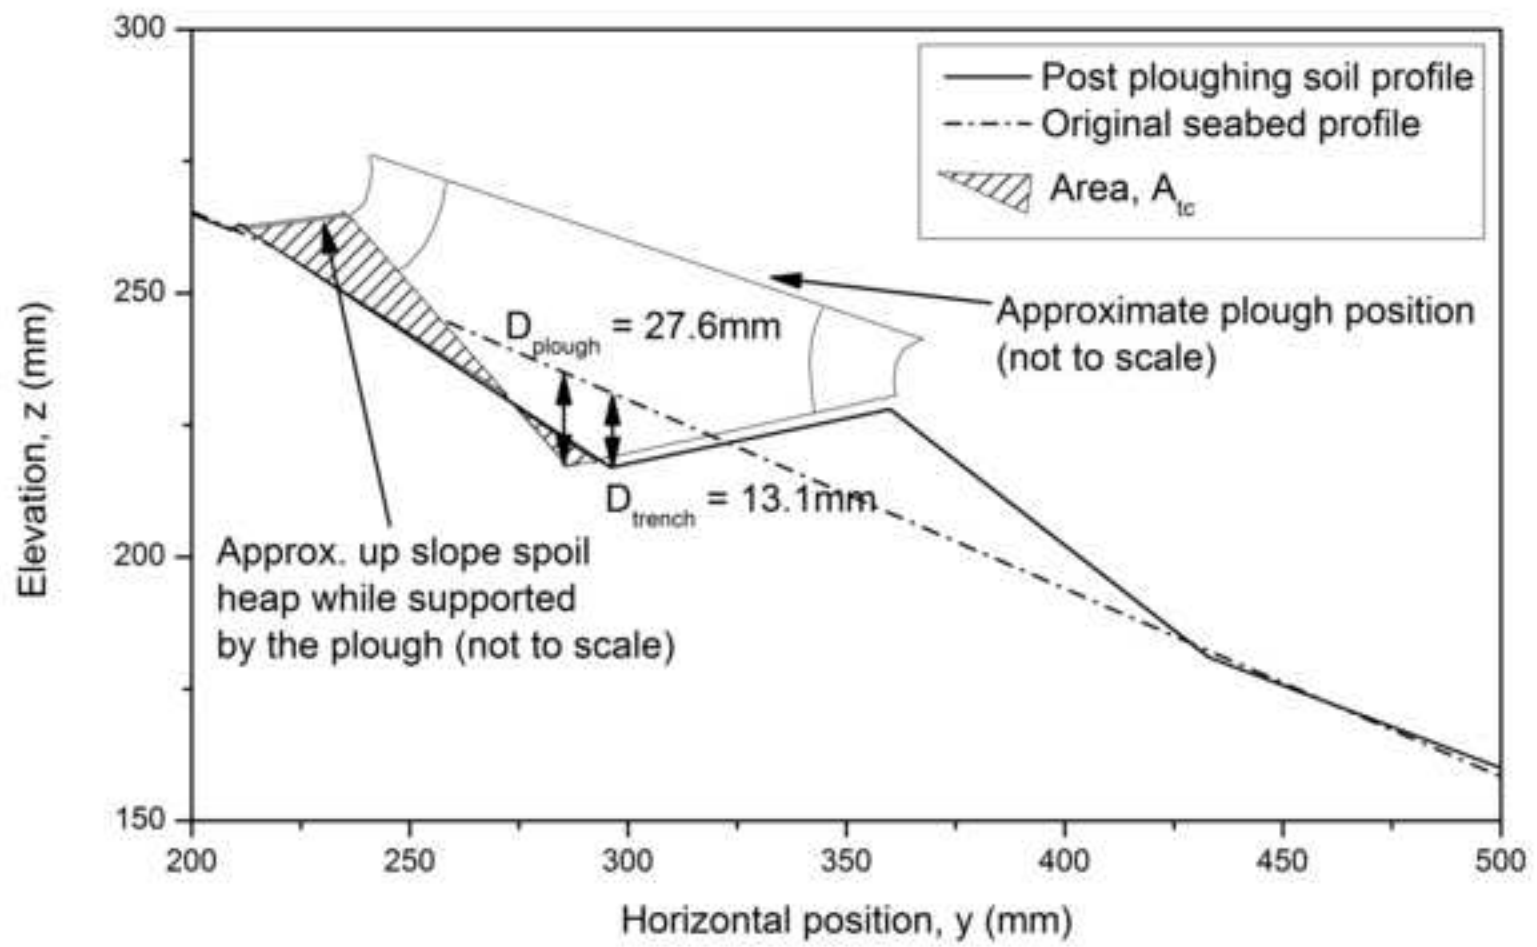 300
250
200
150
Elevation, z (mm)
Post ploughing soil profile
Original seabed profile
Area, Atc
Dplough = 27.6mm
Approximate plough position
(not to scale)
Dtrench = 13.1mm
Approx. up slope spoil
heap while supported
by the plough (not to scale)
200 250 300 350 400 450 500
Horizontal position, y (mm)